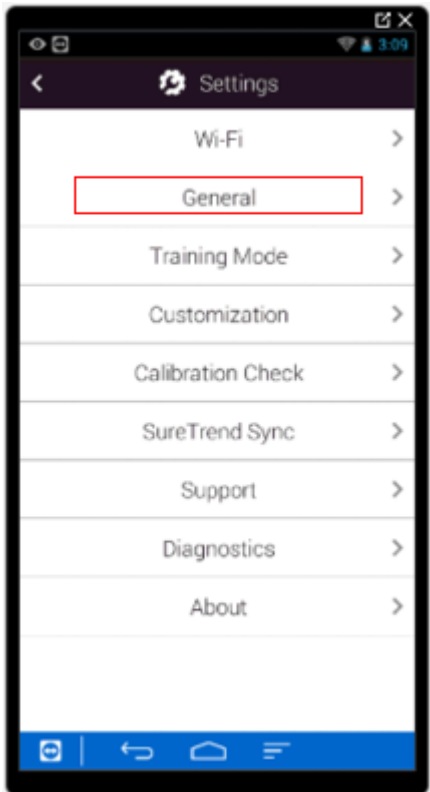 3:09
Settings
Wi-Fi
General
Training Mode
Customization
Calibration Check
SureTrend Sync
Support
Diagnostics
About